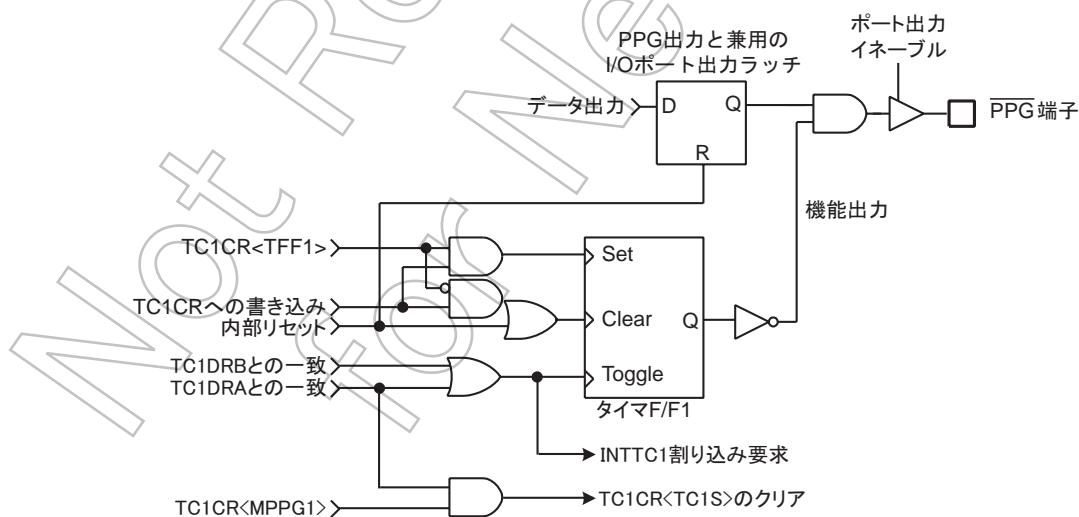 ポート出力
イネーブル
PPG出力と兼用の
I/Oポート出力ラッチ
データ出力
D
Q
R
PPG端子
機能出力
TC1CR<TFF1>
Set
TC1CRへの書き込み
内部リセット
Clear
Q
TC1DRBとの一致
TC1DRAとの一致
Toggle
タイマF/F1
INTTC1割り込み要求
TC1CR<MPPG1>
TC1CR<TC1S>のクリア
Not Re
for Ne